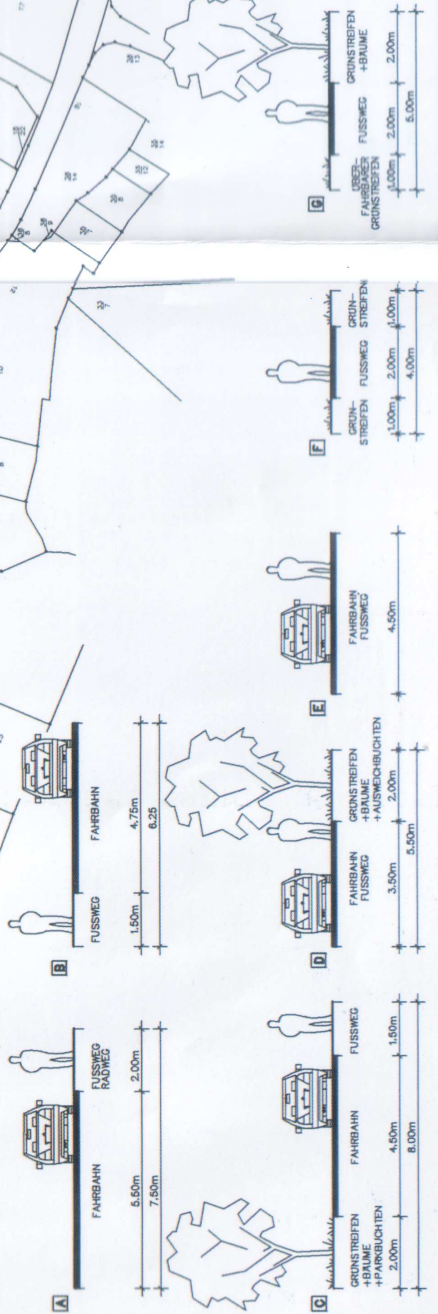 A
FAHRBAHN
FUSSWEG
RADWEG
5.50m
2.00m
7.50m
B
FUSSWEG
FAHRBAHN
1.50m
4.75m
6.25
C
GRÜNSTREIFEN
+BÄUME
+PARKBUCHTEN
FAHRBAHN
FUSSWEG
2.00m
4.50m
1.50m
8.00m
D
FAHRBAHN
FUSSWEG
GRÜNSTREIFEN
+BÄUME
+AUSWEICHBUCHTEN
3.50m
2.00m
5.50m
E
FAHRBAHN
FUSSWEG
4.50m
F
GRÜN-
STREIFEN
FUSSWEG
GRÜN-
STREIFEN
1.00m
2.00m
1.00m
4.00m
G
ÜBER-
FAHRBARER
GRÜNSTREIFEN
FUSSWEG
GRÜNSTREIFEN
+BÄUME
1.00m
2.00m
2.00m
5.00m